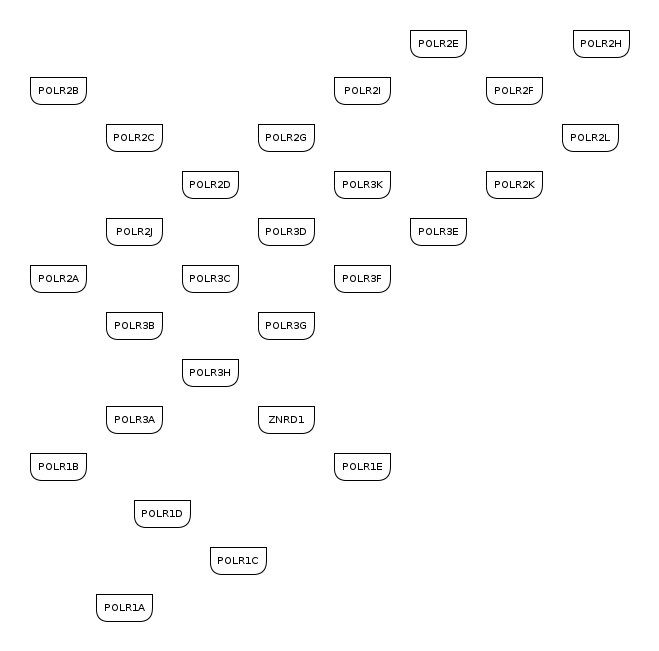 POLR2E POLR2H
POLR2B POLR2I POLR2F
POLR2C POLR2G POLR2L
POLR2D POLR3K POLR2K
POLR2J POLR3D POLR3E
POLR2A POLR3C POLR3F
POLR3B POLR3G
POLR3H
POLR3A ZNRD1
POLR1B POLR1E
POLR1D
POLR1C
POLR1A